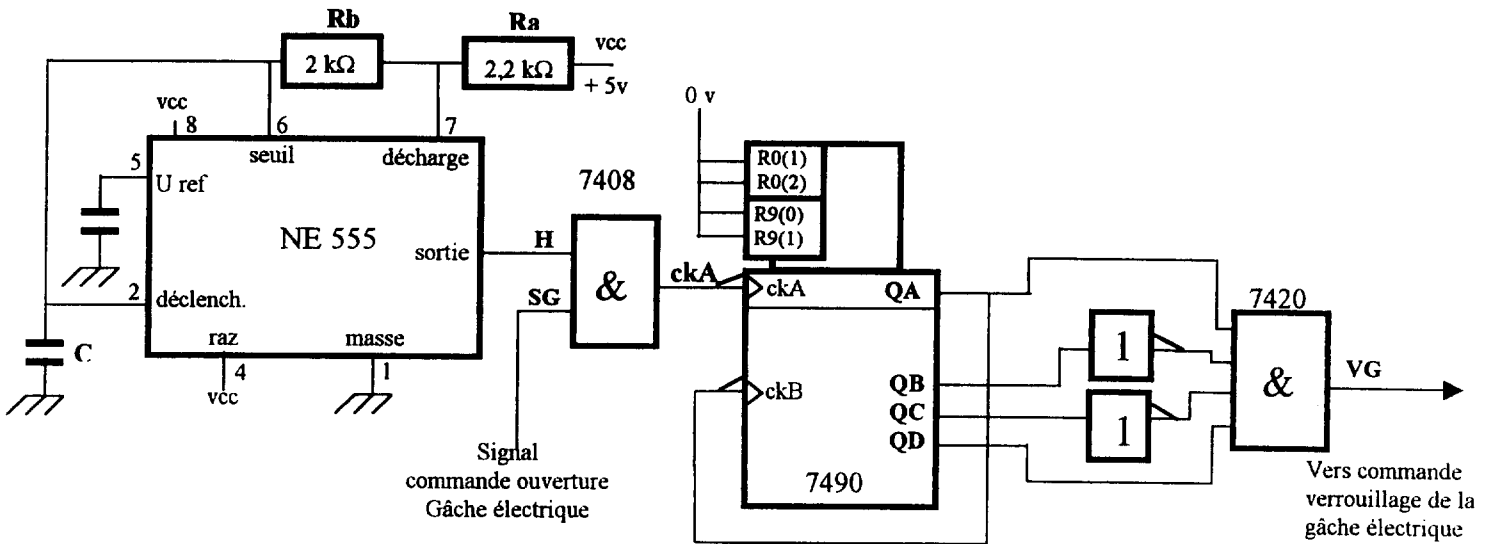 Rb
Ra
2 kΩ
2,2 kΩ
vcc
+ 5v
vcc
8
6
7
seuil
décharge
5
U ref
NE 555
sortie
2
déclench.
raz
masse
4
1
vcc
C
H
SG
7408
&
ckA
Signal
commande ouverture
Gâche électrique
0 v
R0(1)
R0(2)
R9(0)
R9(1)
ckA
QA
ckB
QB
QC
QD
7490
1
1
7420
&
VG
Vers commande
verrouillage de la
gâche électrique